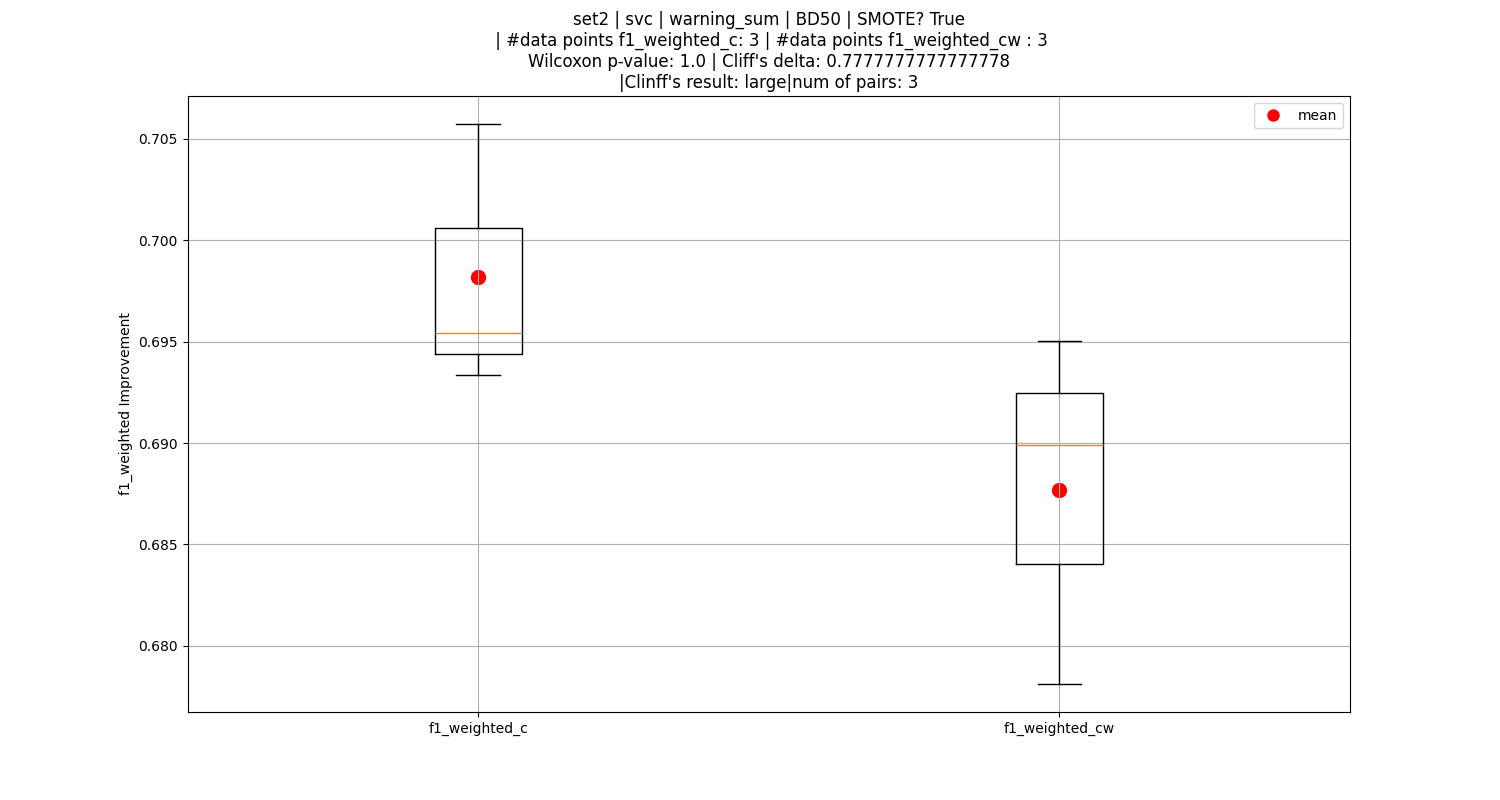 set2 | svc | warning_sum | BD50 | SMOTE? True
| #data points f1_weighted_c: 3 | #data points f1_weighted_cw : 3
Wilcoxon p-value: 1.0 | Cliff's delta: 0.7777777777777778
|Clinff's result: large|num of pairs: 3
mean
0.705
0.700
0.695
0.690
0.685
0.680
f1_weighted Improvement
f1_weighted_c
f1_weighted_cw